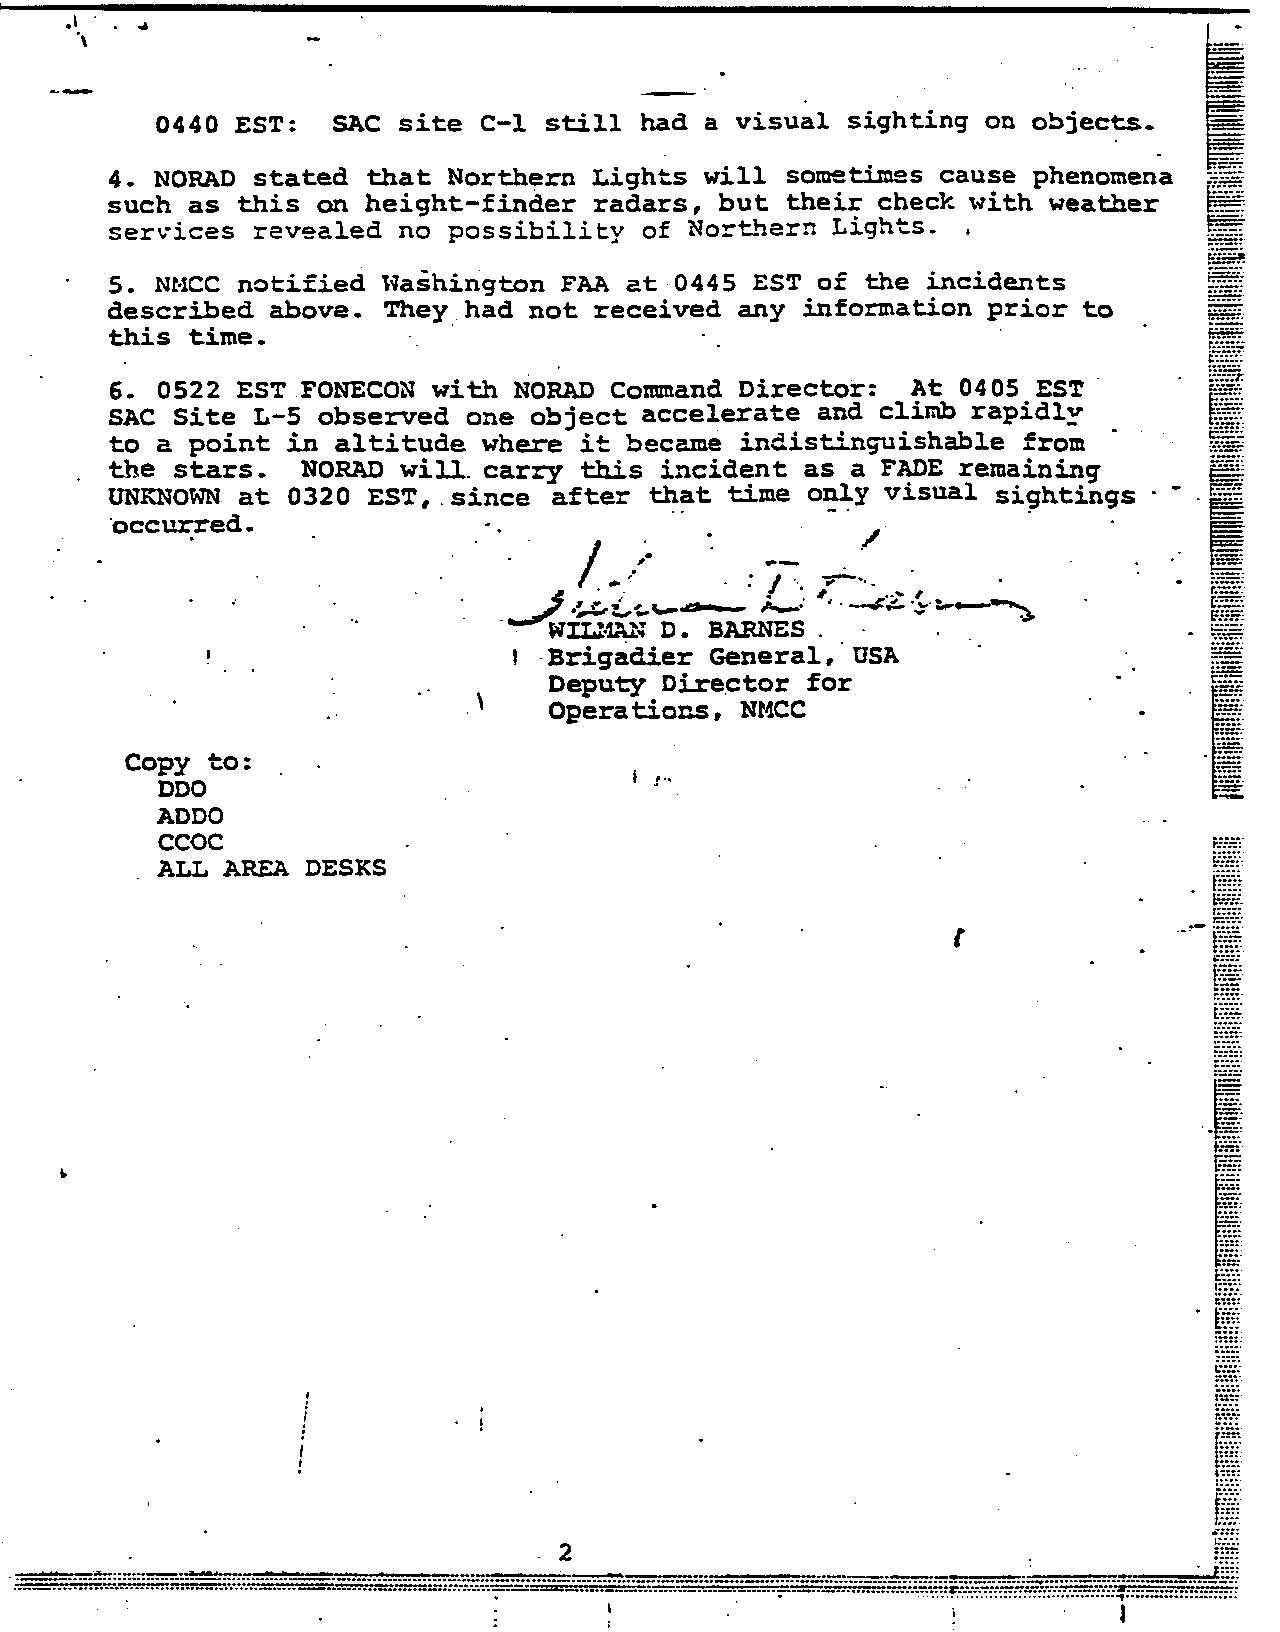 0440 EST: SAC site C-1 still had a visual sighting on objects.
4. NORAD stated that Northern Lights will sometimes cause phenomena
such as this on height-finder radars, but their check with weather
services revealed no possibility of Northern Lights.
5. NMCC notified Washington FAA at 0445 EST of the incidents
described above. They had not received any information prior to
this time.
6. 0522 EST FONECON with NORAD Command Director: At 0405 EST
SAC Site L-5 observed one object accelerate and climb rapidly
to a point in altitude where it became indistinguishable from
the stars. NORAD will carry this incident as a FADE remaining
UNKNOWN at 0320 EST, since after that time only visual sightings
occurred.
WILMAN D. BARNES
Brigadier General, USA
Deputy Director for
Operations, NMCC
Copy to:
DDO
ADDO
CCOC
ALL AREA DESKS
2